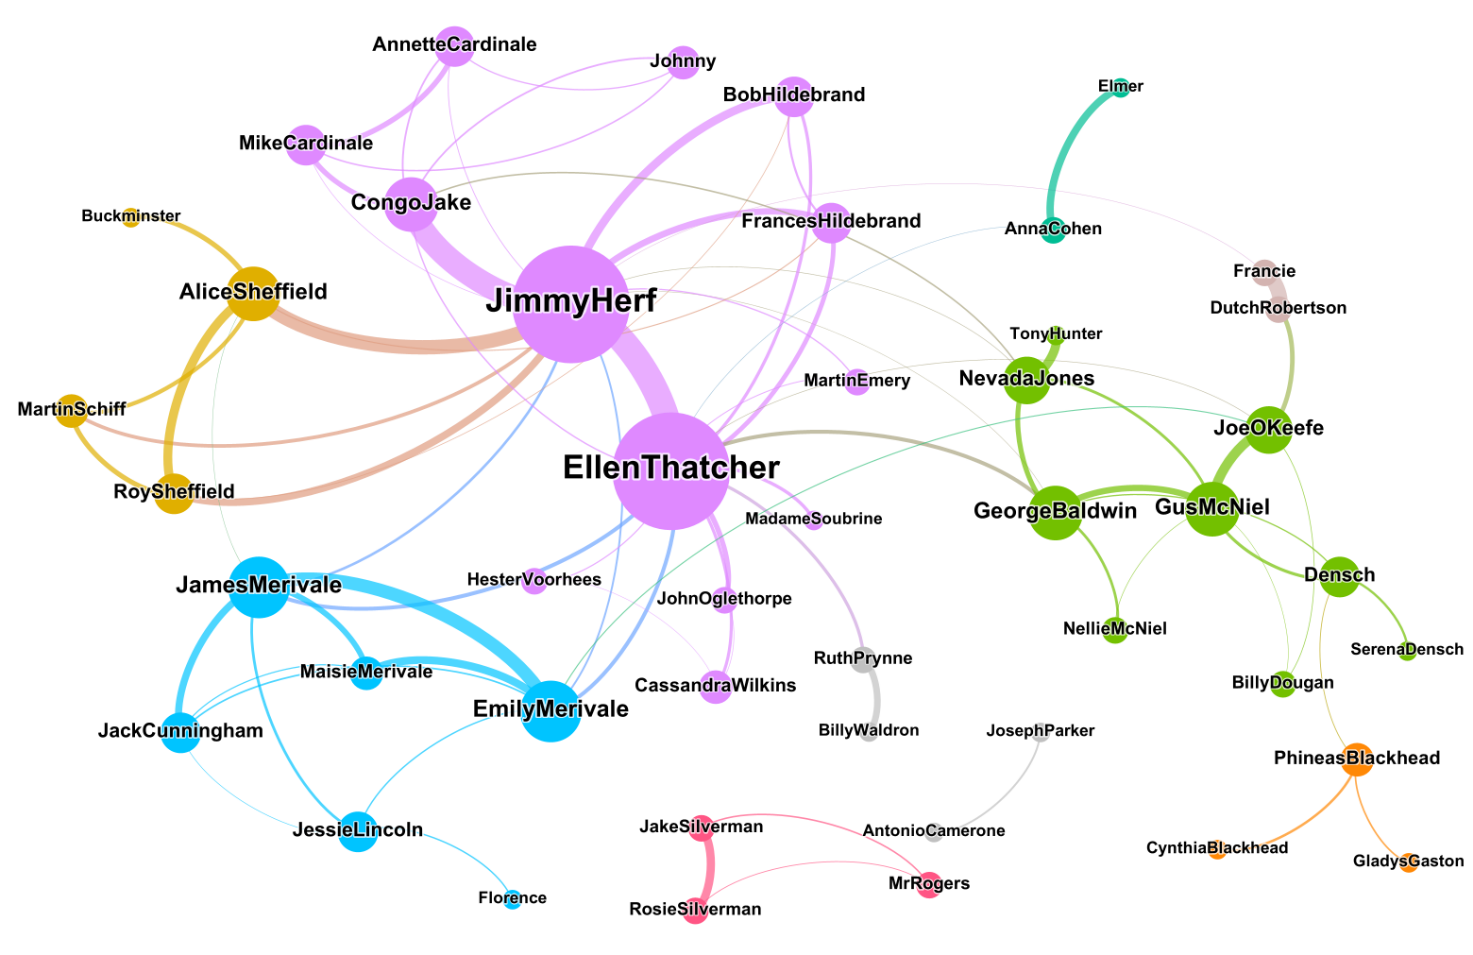 AnnetteCardinale
Johnny
Elmer
BobHildebrand
MikeCardinale
CongoJake
Buckminster
FrancesHildebrand
AnnaCohen
Francie
AliceSheffield
JimmyHerf
DutchRobertson
TonyHunter
NevadaJones
MartinEmery
MartinSchiff
JoeOKeefe
EllenThatcher
RoySheffield
GusMcNiel
GeorgeBaldwin
MadameSoubrine
Densch
HesterVoorhees
JamesMerivale
JohnOglethorpe
NellieMcNiel
SerenaDensch
RuthPrynne
MaisieMerivale
BillyDougan
CassandraWilkins
EmilyMerivale
JackCunningham
BillyWaldron
JosephParker
PhineasBlackhead
JakeSilverman
JessieLincoln
AntonioCamerone
CynthiaBlackhead
GladysGaston
MrRogers
Florence
RosieSilverman